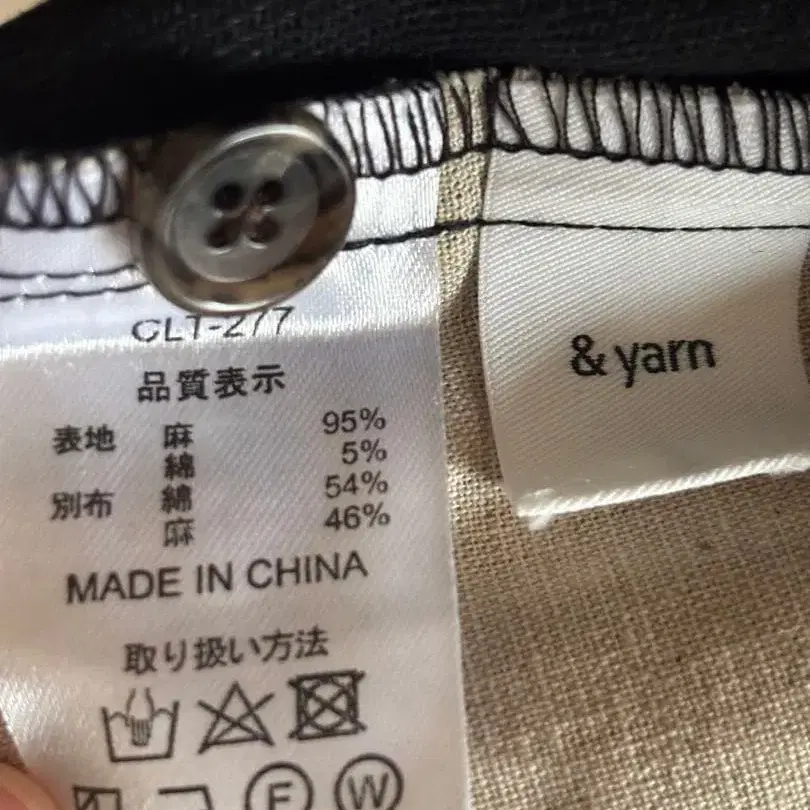 CLT-277
品質表示
表地 麻 95%
綿 5%
別布 綿 54%
麻 46%
MADE IN CHINA
取り扱い方法
F W
& yarn